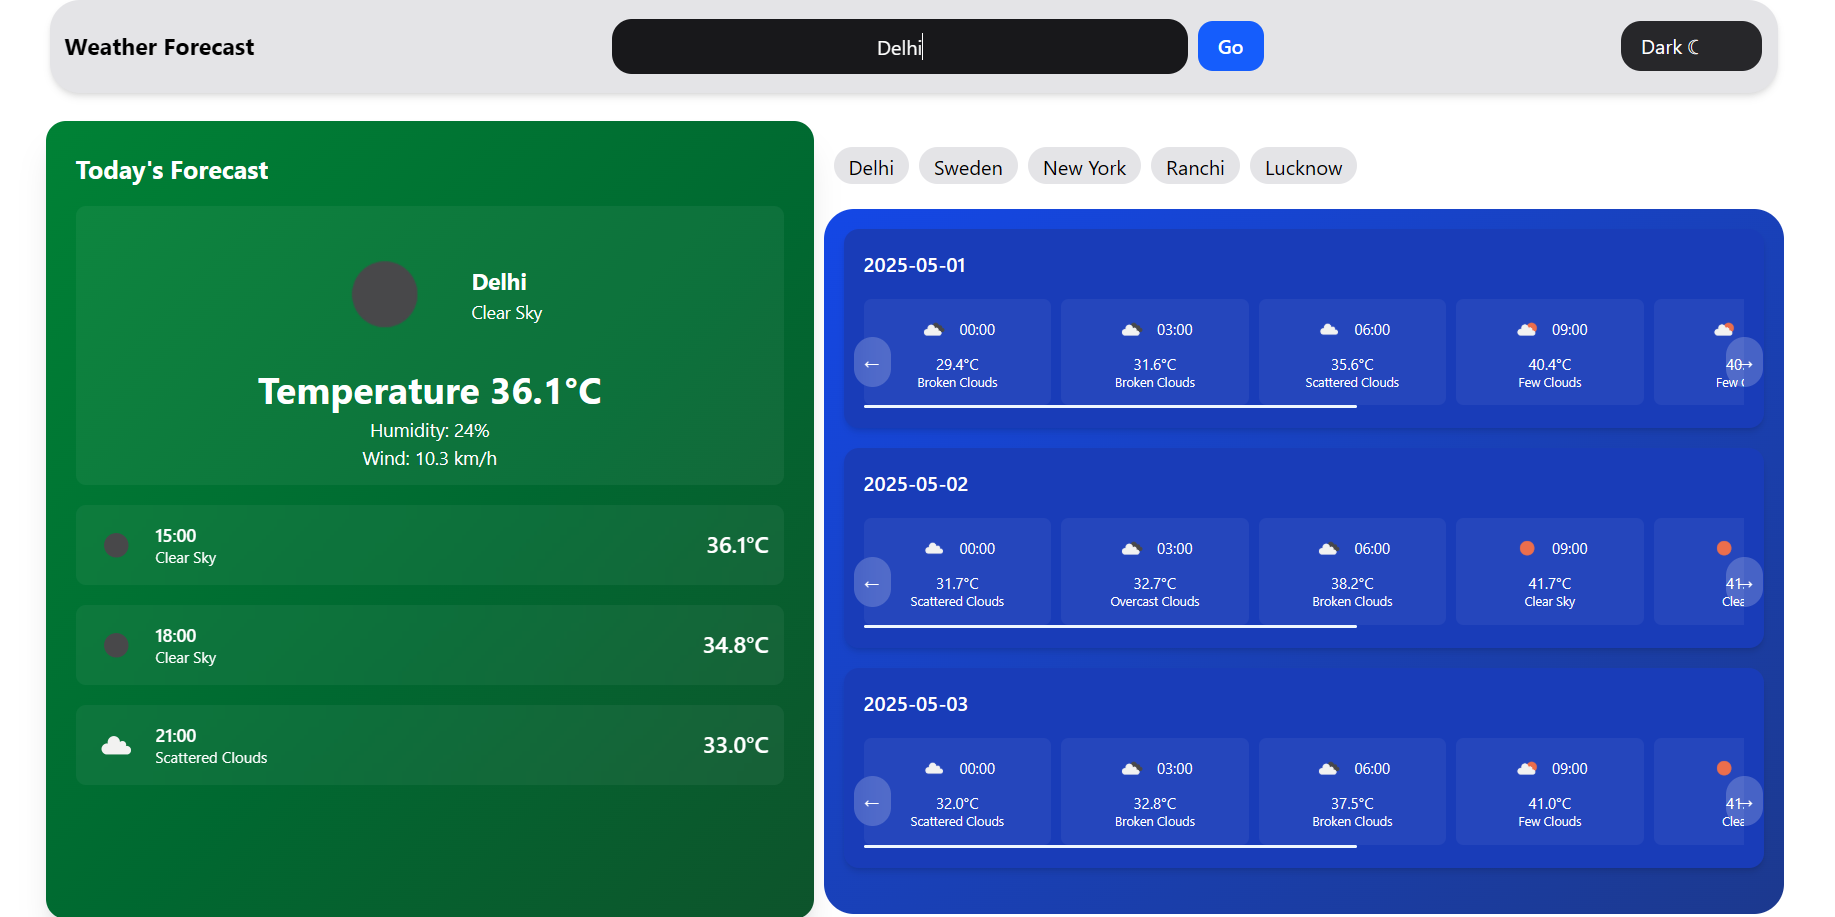 Weather Forecast
Delhi
Go
Dark ☾
Today's Forecast
Delhi
Clear Sky
Temperature 36.1°C
Humidity: 24%
Wind: 10.3 km/h
15:00
Clear Sky
36.1°C
18:00
Clear Sky
34.8°C
21:00
Scattered Clouds
33.0°C
Delhi Sweden New York Ranchi Lucknow
2025-05-01
00:00 03:00 06:00 09:00
← 29.4°C 31.6°C 35.6°C 40.4°C 40. →
Broken Clouds Broken Clouds Scattered Clouds Few Clouds Few
2025-05-02
00:00 03:00 06:00 09:00
← 31.7°C 32.7°C 38.2°C 41.7°C 41. →
Scattered Clouds Overcast Clouds Broken Clouds Clear Sky Clea
2025-05-03
00:00 03:00 06:00 09:00
← 32.0°C 32.8°C 37.5°C 41.0°C 41. →
Scattered Clouds Broken Clouds Broken Clouds Few Clouds Clea